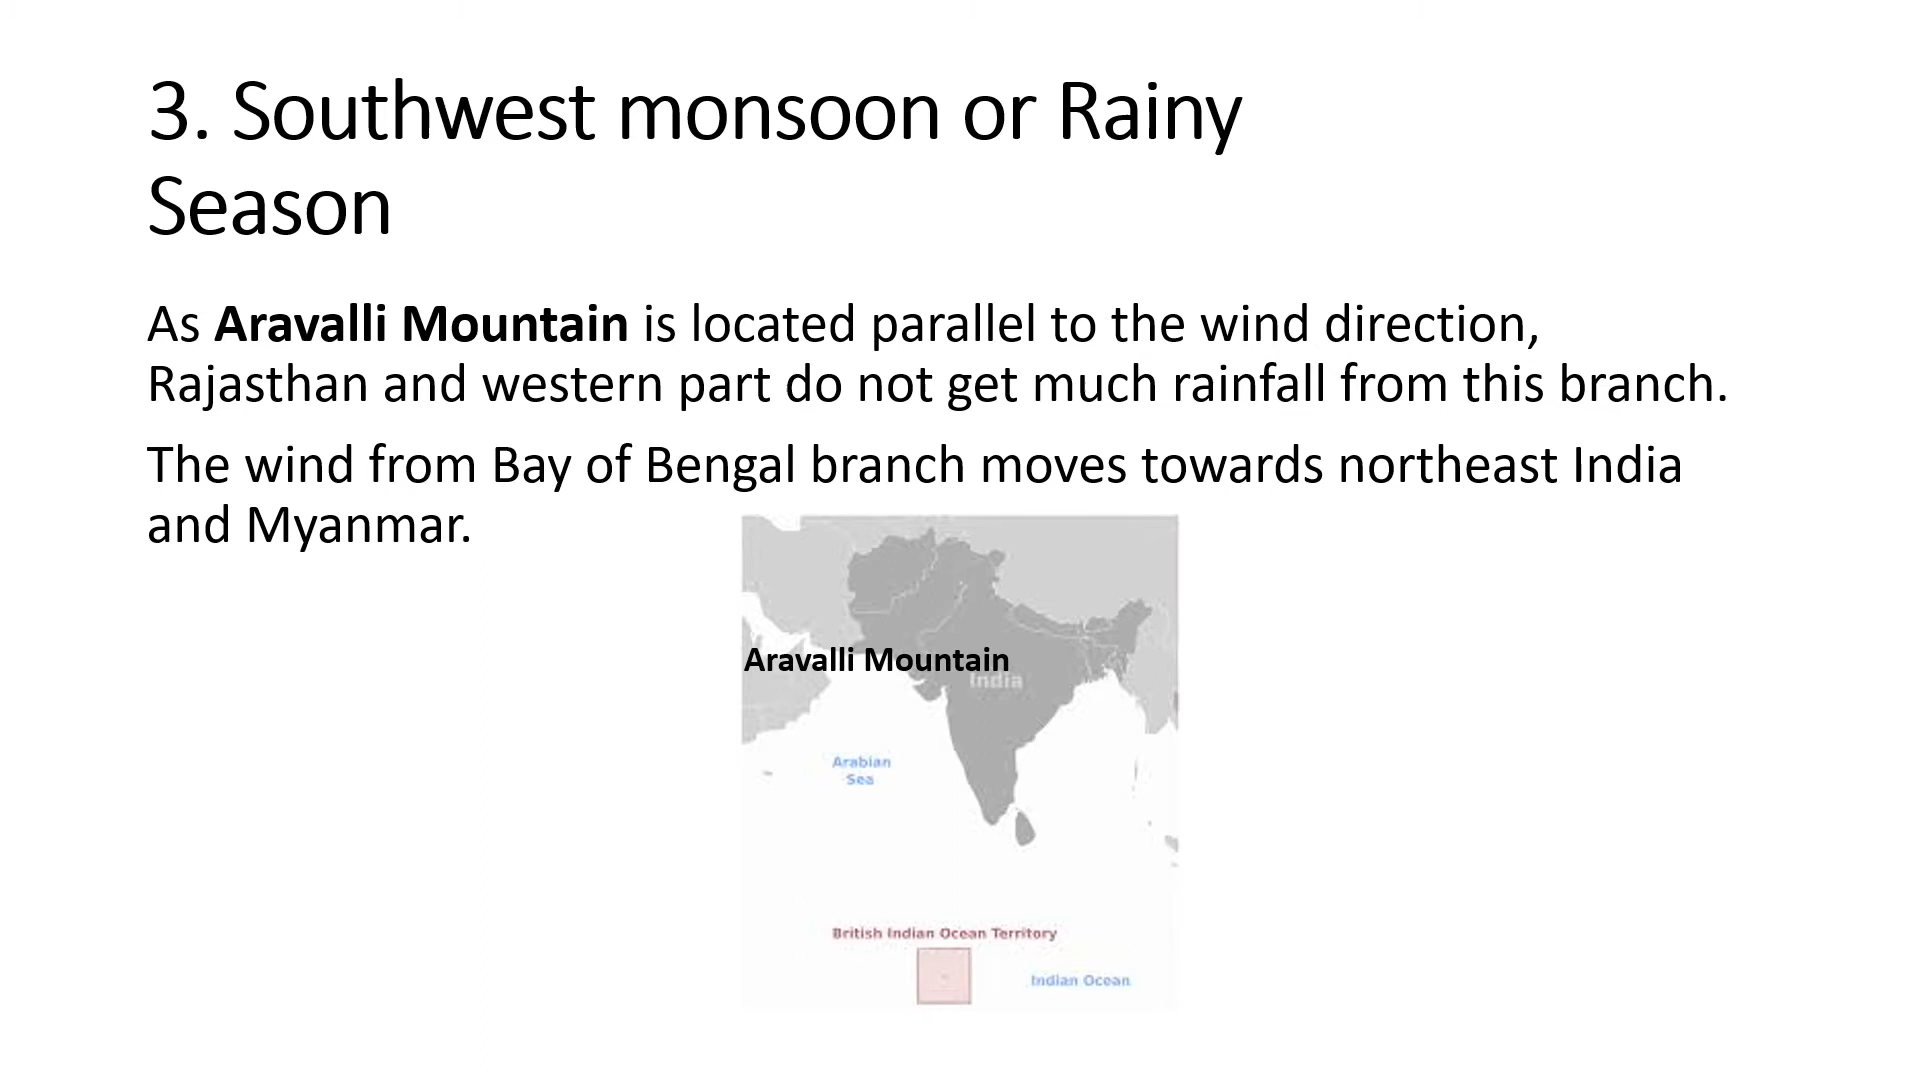 3. Southwest monsoon or Rainy
Season
As Aravalli Mountain is located parallel to the wind direction,
Rajasthan and western part do not get much rainfall from this branch.
The wind from Bay of Bengal branch moves towards northeast India
and Myanmar.
Aravalli Mountain
India
Arabian
Sea
British Indian Ocean Territory
Indian Ocean